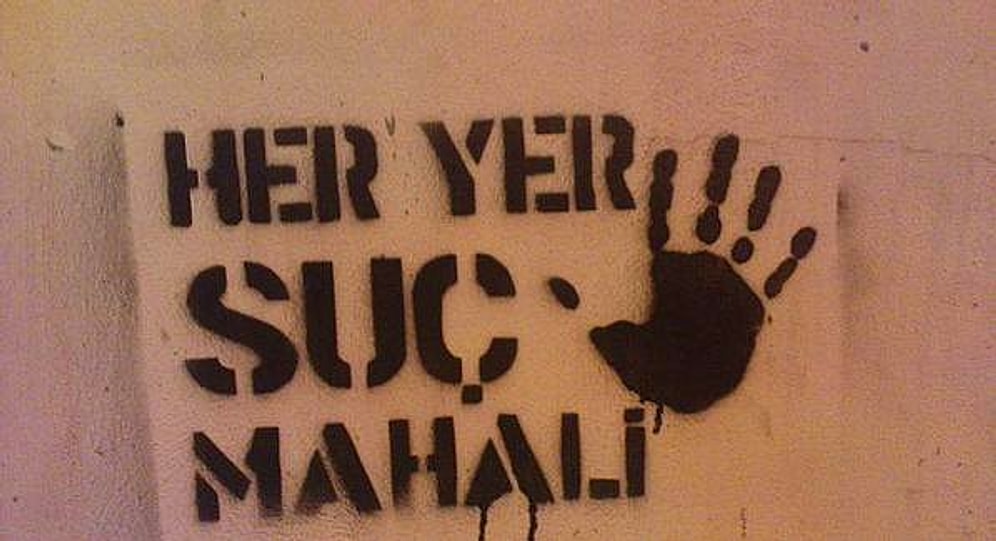 HER YER
SUÇ
MAHALİ